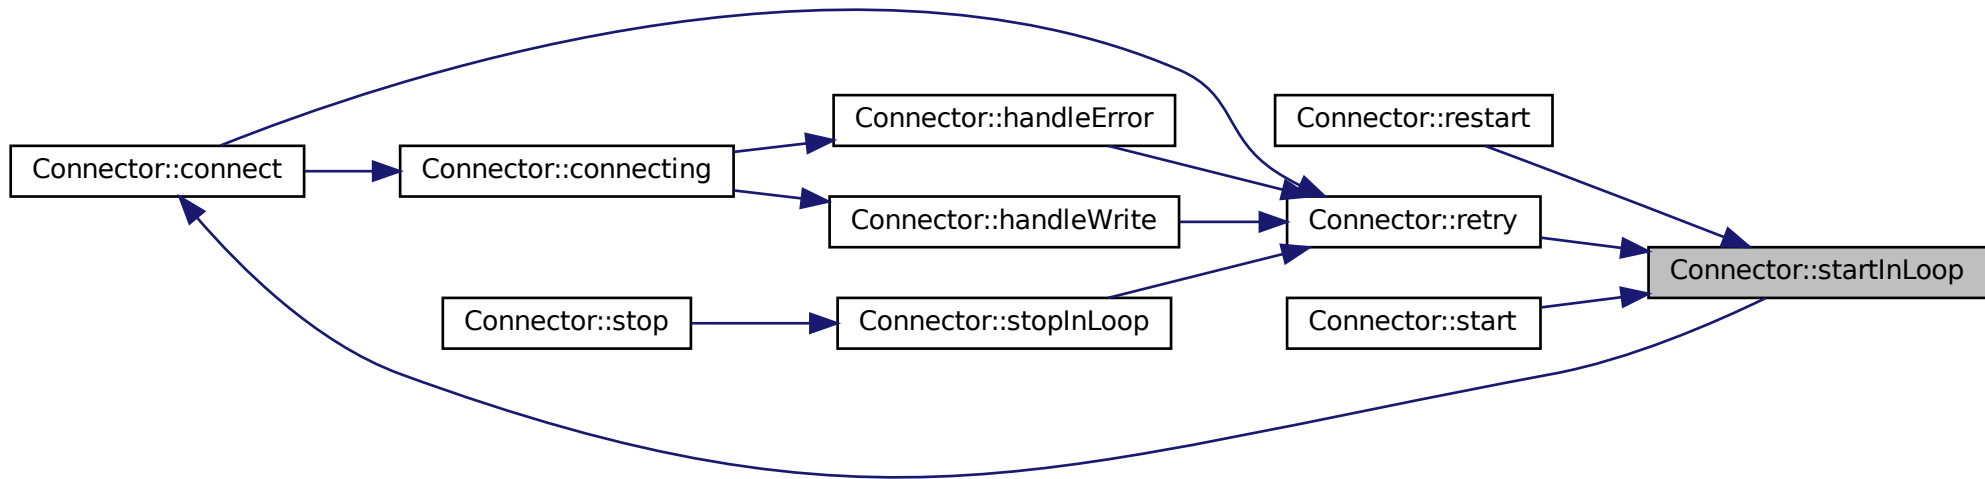 Connector::handleError
Connector::restart
Connector::connect
Connector::connecting
Connector::handleWrite
Connector::retry
Connector::startInLoop
Connector::stop
Connector::stopInLoop
Connector::start